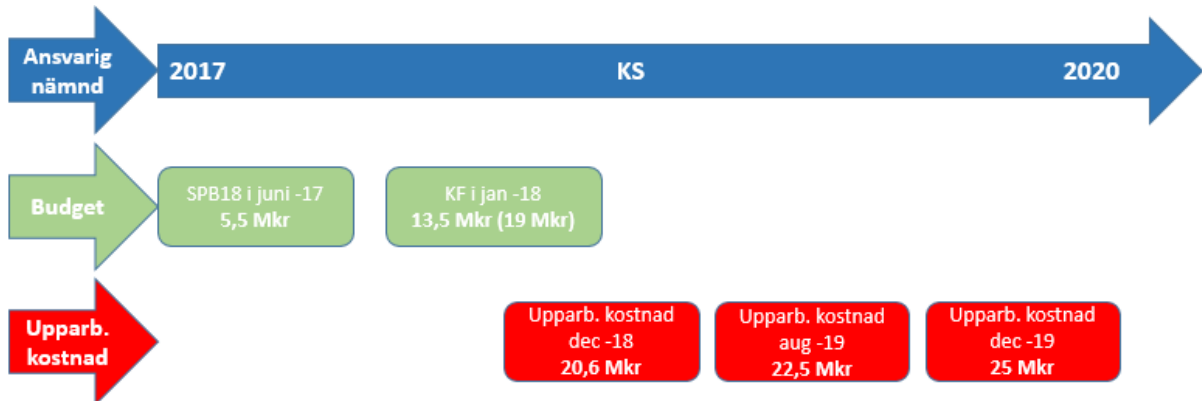 Ansvarig
nämnd
2017
KS
2020
Budget
SPB18 i juni -17
5,5 Mkr
KF i jan -18
13,5 Mkr (19 Mkr)
Upparb.
kostnad
Upparb. kostnad
dec -18
20,6 Mkr
Upparb. kostnad
aug -19
22,5 Mkr
Upparb. kostnad
dec -19
25 Mkr